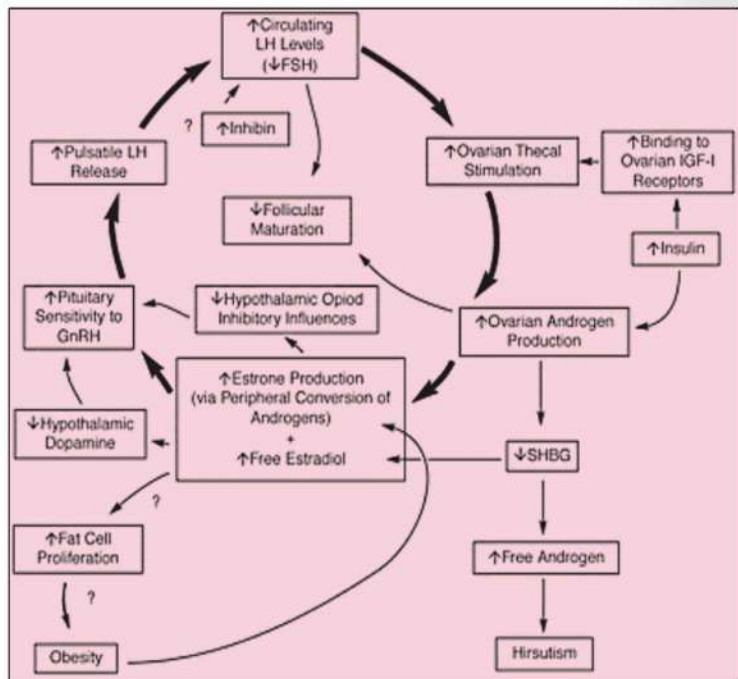 ↑Circulating
LH Levels
(↓FSH)
?
↑Inhibin
↑Pulsatile LH
Release
↑Ovarian Thecal
Stimulation
↑Binding to
Ovarian IGF-I
Receptors
↓Follicular
Maturation
↑Insulin
↑Pituitary
Sensitivity to
GnRH
↓Hypothalamic Opiod
Inhibitory Influences
↑Ovarian Androgen
Production
↑Estrone Production
(via Peripheral Conversion of
Androgens)
+
↑Free Estradiol
↓Hypothalamic
Dopamine
↓SHBG
?
↑Fat Cell
Proliferation
↑Free Androgen
?
Obesity
Hirsutism